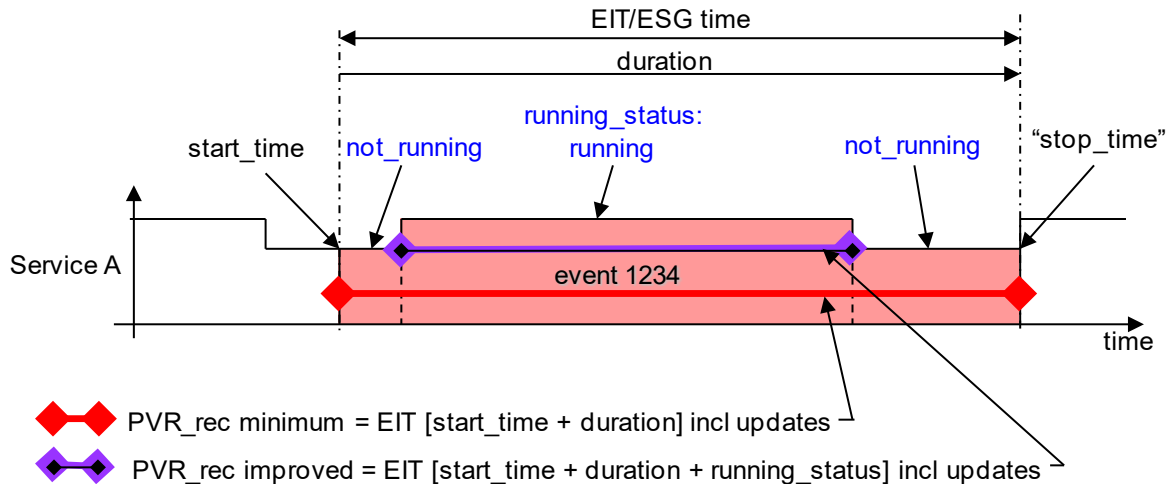 EIT/ESG time
duration
running_status:
running
start_time
not_running
not_running
“stop_time”
Service A
event 1234
time
PVR_rec minimum = EIT [start_time + duration] incl updates
PVR_rec improved = EIT [start_time + duration + running_status] incl updates